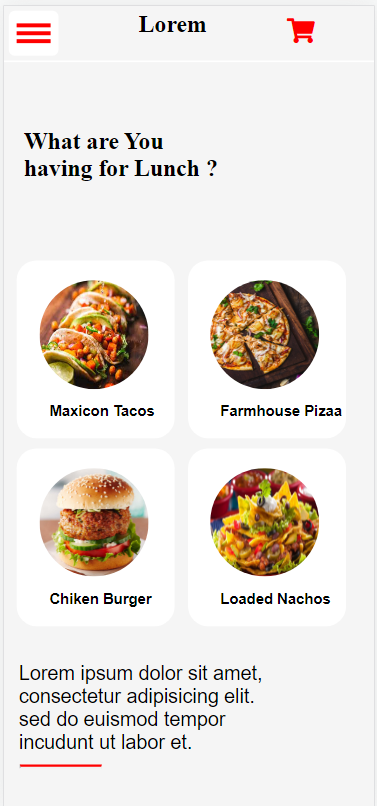 Lorem
What are You
having for Lunch ?
Maxicon Tacos
Farmhouse Pizaa
Chiken Burger
Loaded Nachos
Lorem ipsum dolor sit amet,
consectetur adipisicing elit.
sed do euismod tempor
incudunt ut labor et.